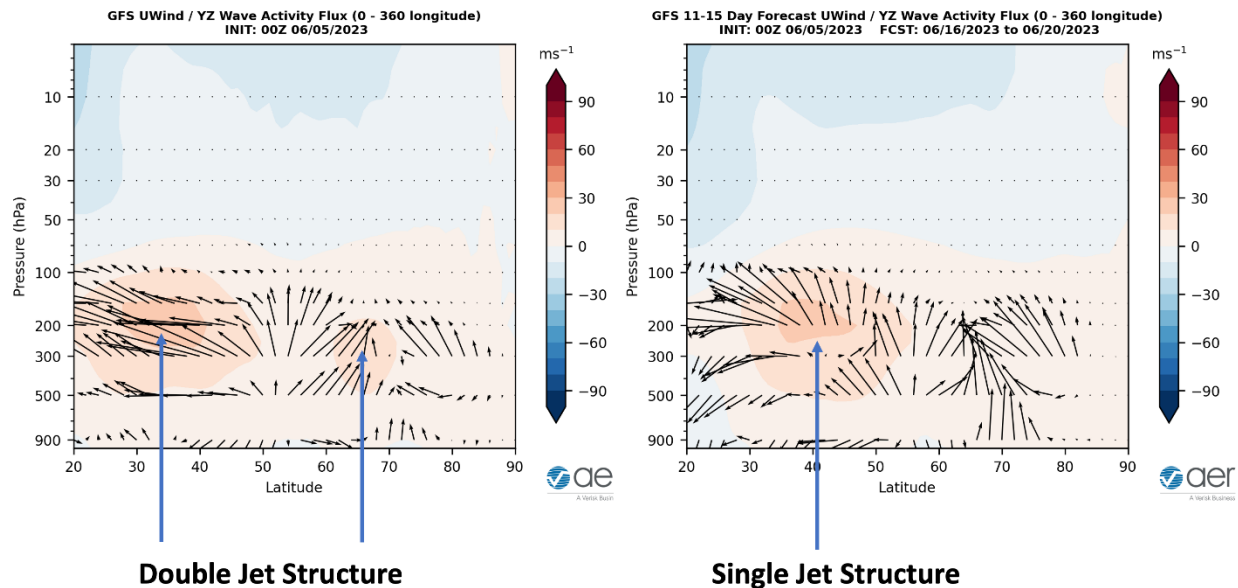 GFS UWind / YZ Wave Activity Flux (0 - 360 longitude)
INIT: 00Z 06/05/2023
ms⁻¹
Pressure (hPa)
10
20
30
50
100
200
300
500
900
20 30 40 50 60 70 80 90
Latitude
90
60
30
0
−30
−60
−90
ae
A Verisk Busin
Double Jet Structure
GFS 11-15 Day Forecast UWind / YZ Wave Activity Flux (0 - 360 longitude)
INIT: 00Z 06/05/2023 FCST: 06/16/2023 to 06/20/2023
ms⁻¹
Pressure (hPa)
10
20
30
50
100
200
300
500
900
20 30 40 50 60 70 80 90
Latitude
90
60
30
0
−30
−60
−90
aer
A Verisk Business
Single Jet Structure